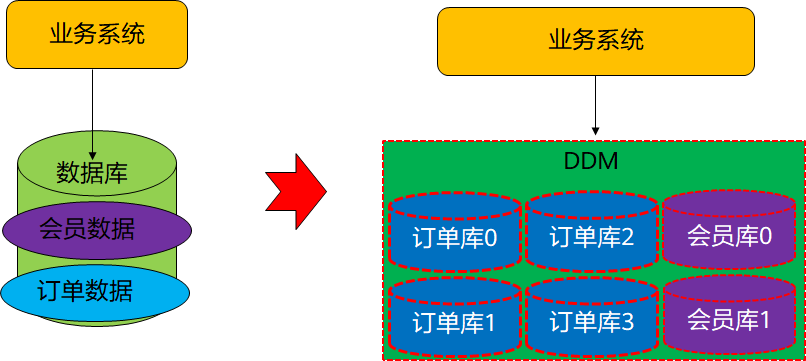 业务系统
数据库
会员数据
订单数据
业务系统
DDM
订单库0
订单库2
会员库0
订单库1
订单库3
会员库1